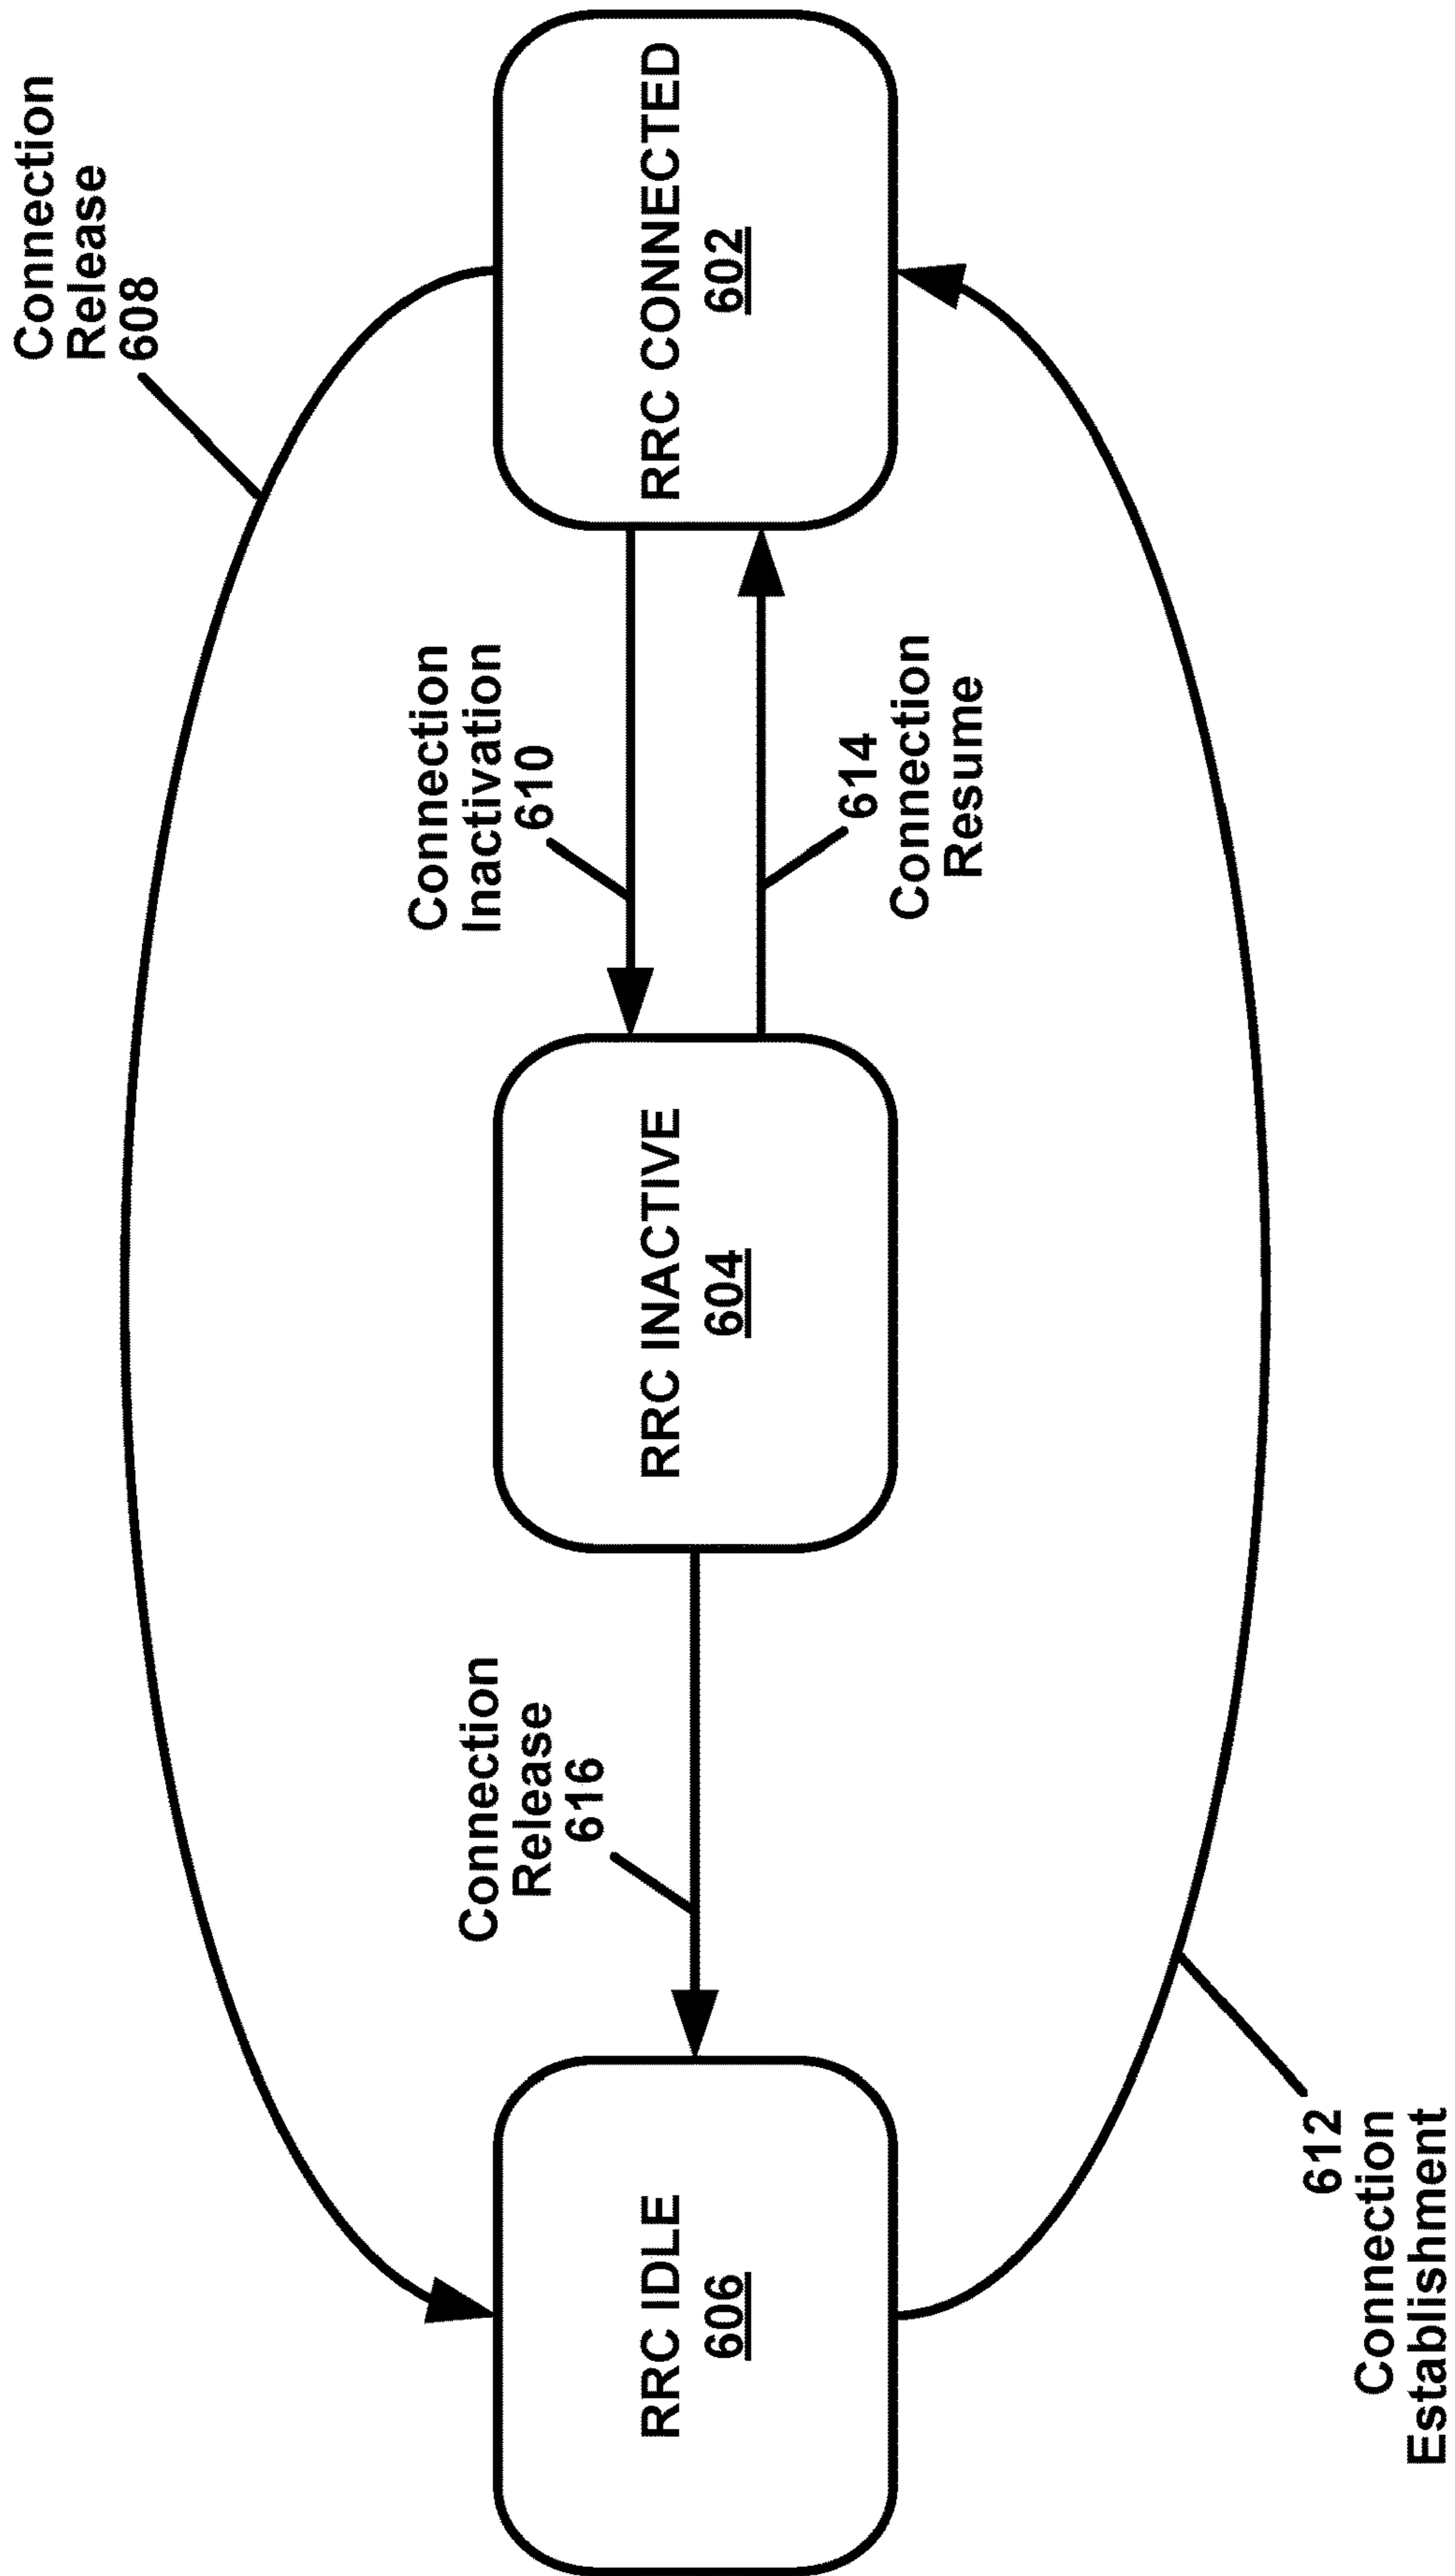 Connection
Release
608
Connection
Inactivation
610
Connection
Release
616
RRC IDLE
606
RRC INACTIVE
604
RRC CONNECTED
602
614
Connection
Resume
612
Connection
Establishment